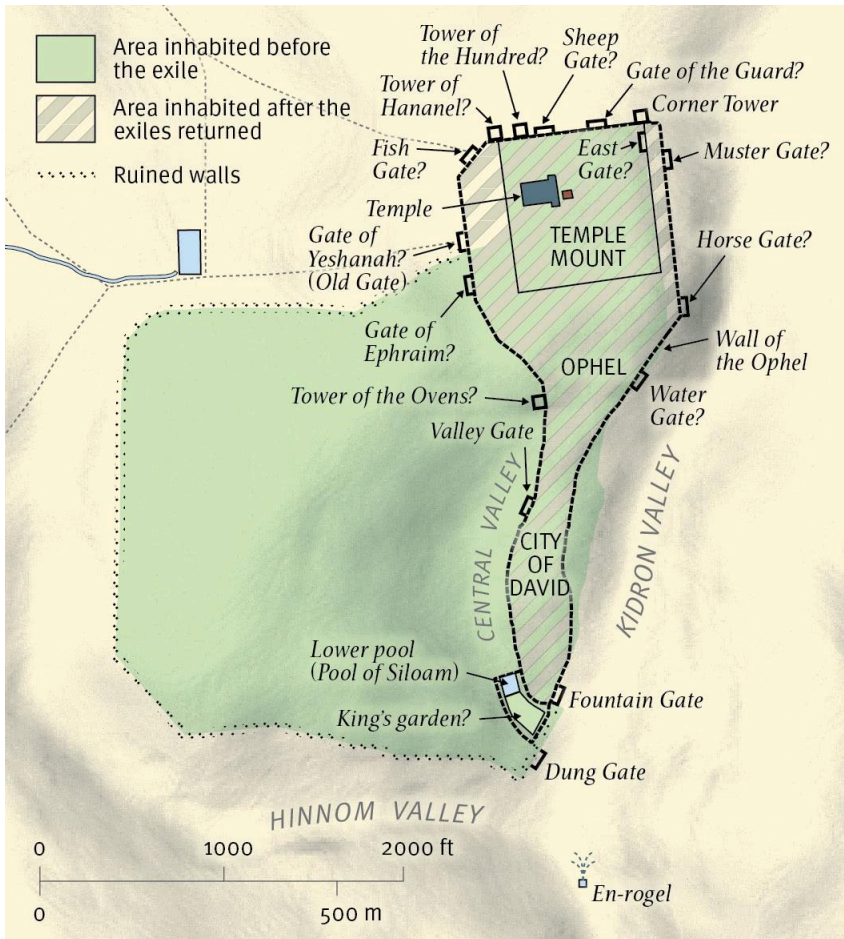 Area inhabited before
the exile
Area inhabited after the
exiles returned
Ruined walls
Tower of
the Hundred?
Sheep
Gate?
Tower of
Hananel?
Gate of the Guard?
Corner Tower
Fish
Gate?
East
Gate?
Muster Gate?
Temple
Gate of
Yeshanah?
(Old Gate)
TEMPLE
MOUNT
Horse Gate?
Gate of
Ephraim?
Wall of
the Ophel
OPHEL
Tower of the Ovens?
Water
Gate?
Valley Gate
CENTRAL VALLEY
CITY
OF
DAVID
KIDRON VALLEY
Lower pool
(Pool of Siloam)
King's garden?
Fountain Gate
Dung Gate
HINNOM VALLEY
0 1000 2000 ft
0 500 m
En-rogel